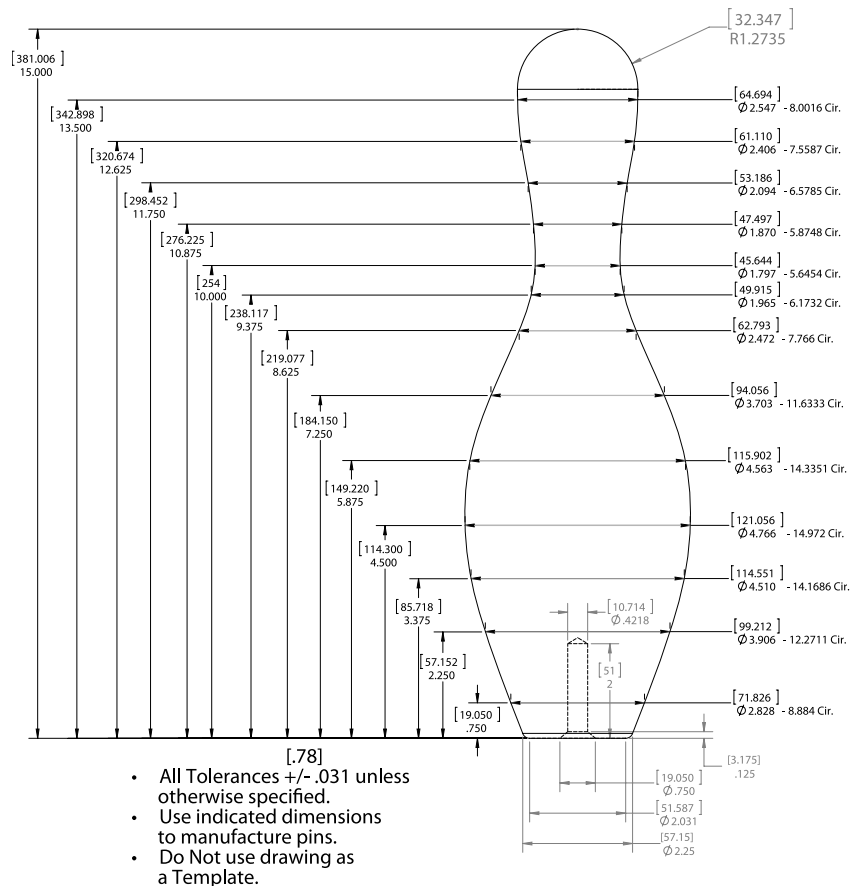 [32.347]
R1.2735
[381.006]
15.000
[64.694]
Ø 2.547 - 8.0016 Cir.
[342.898]
13.500
[61.110]
Ø 2.406 - 7.5587 Cir.
[320.674]
12.625
[53.186]
Ø 2.094 - 6.5785 Cir.
[298.452]
11.750
[47.497]
Ø 1.870 - 5.8748 Cir.
[276.225]
10.875
[45.644]
Ø 1.797 - 5.6454 Cir.
[254]
10.000
[49.915]
Ø 1.965 - 6.1732 Cir.
[238.117]
9.375
[62.793]
Ø 2.472 - 7.766 Cir.
[219.077]
8.625
[94.056]
Ø 3.703 - 11.6333 Cir.
[184.150]
7.250
[115.902]
Ø 4.563 - 14.3351 Cir.
[149.220]
5.875
[121.056]
Ø 4.766 - 14.972 Cir.
[114.300]
4.500
[114.551]
Ø 4.510 - 14.1686 Cir.
[85.718]
3.375
[10.714]
Ø .4218
[99.212]
Ø 3.906 - 12.2711 Cir.
[57.152]
2.250
[51]
2
[71.826]
Ø 2.828 - 8.884 Cir.
[19.050]
.750
[3.175]
.125
[.78]
• All Tolerances +/- .031 unless
otherwise specified.
• Use indicated dimensions
to manufacture pins.
• Do Not use drawing as
a Template.
[19.050]
Ø .750
[51.587]
Ø 2.031
[57.15]
Ø 2.25